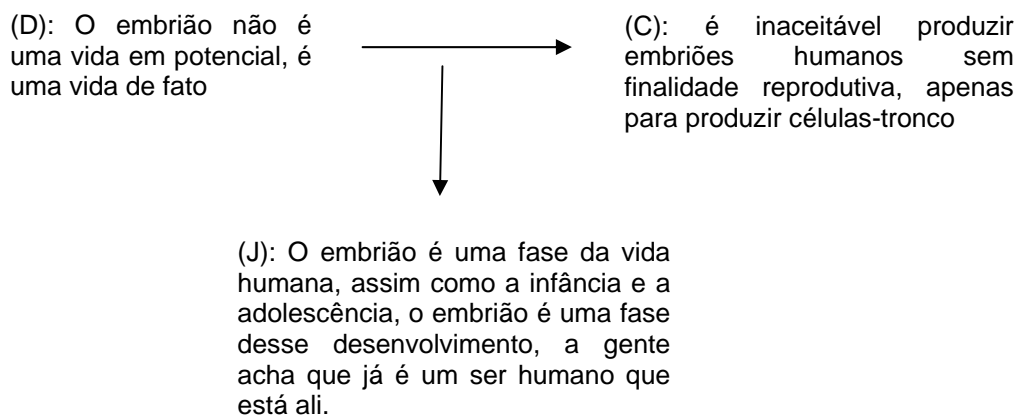 (D): O embrião não é
uma vida em potencial, é
uma vida de fato
(C): é inaceitável produzir
embriões humanos sem
finalidade reprodutiva, apenas
para produzir células-tronco
(J): O embrião é uma fase da vida
humana, assim como a infância e a
adolescência, o embrião é uma fase
desse desenvolvimento, a gente
acha que já é um ser humano que
está ali.